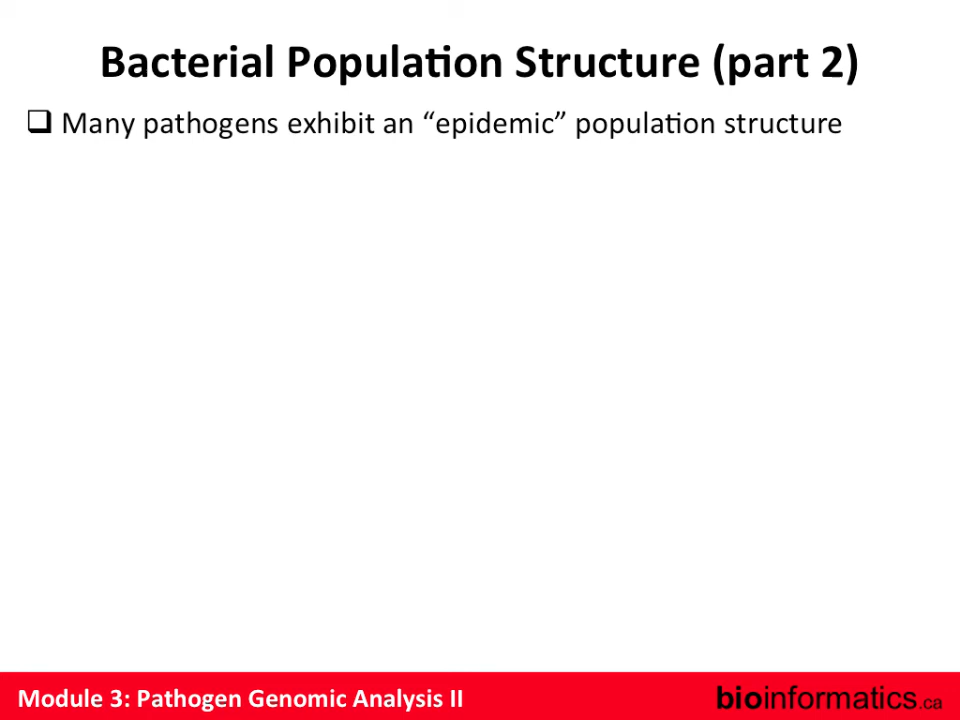 Bacterial Population Structure (part 2)
❑ Many pathogens exhibit an “epidemic” population structure
Module 3: Pathogen Genomic Analysis II
bioinformatics.ca